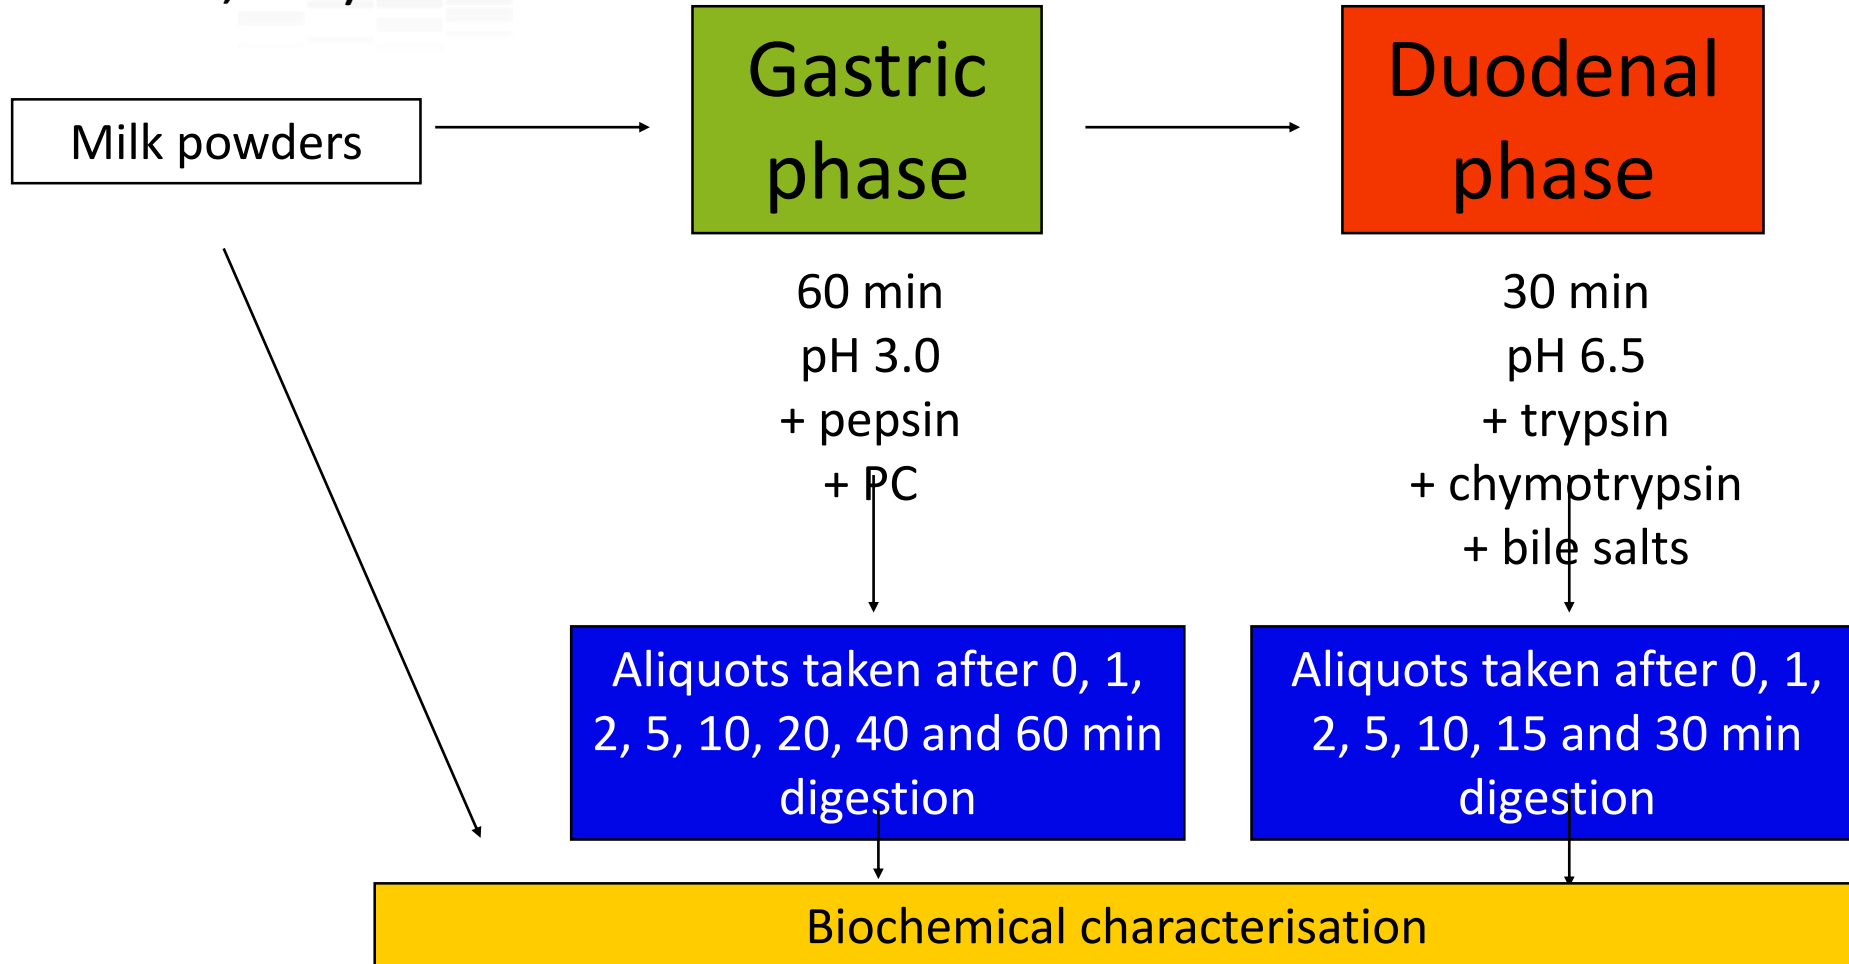 Milk powders
Gastric
phase
Duodenal
phase
60 min
pH 3.0
+ pepsin
+ PC
30 min
pH 6.5
+ trypsin
+ chymotrypsin
+ bile salts
Aliquots taken after 0, 1,
2, 5, 10, 20, 40 and 60 min
digestion
Aliquots taken after 0, 1,
2, 5, 10, 15 and 30 min
digestion
Biochemical characterisation